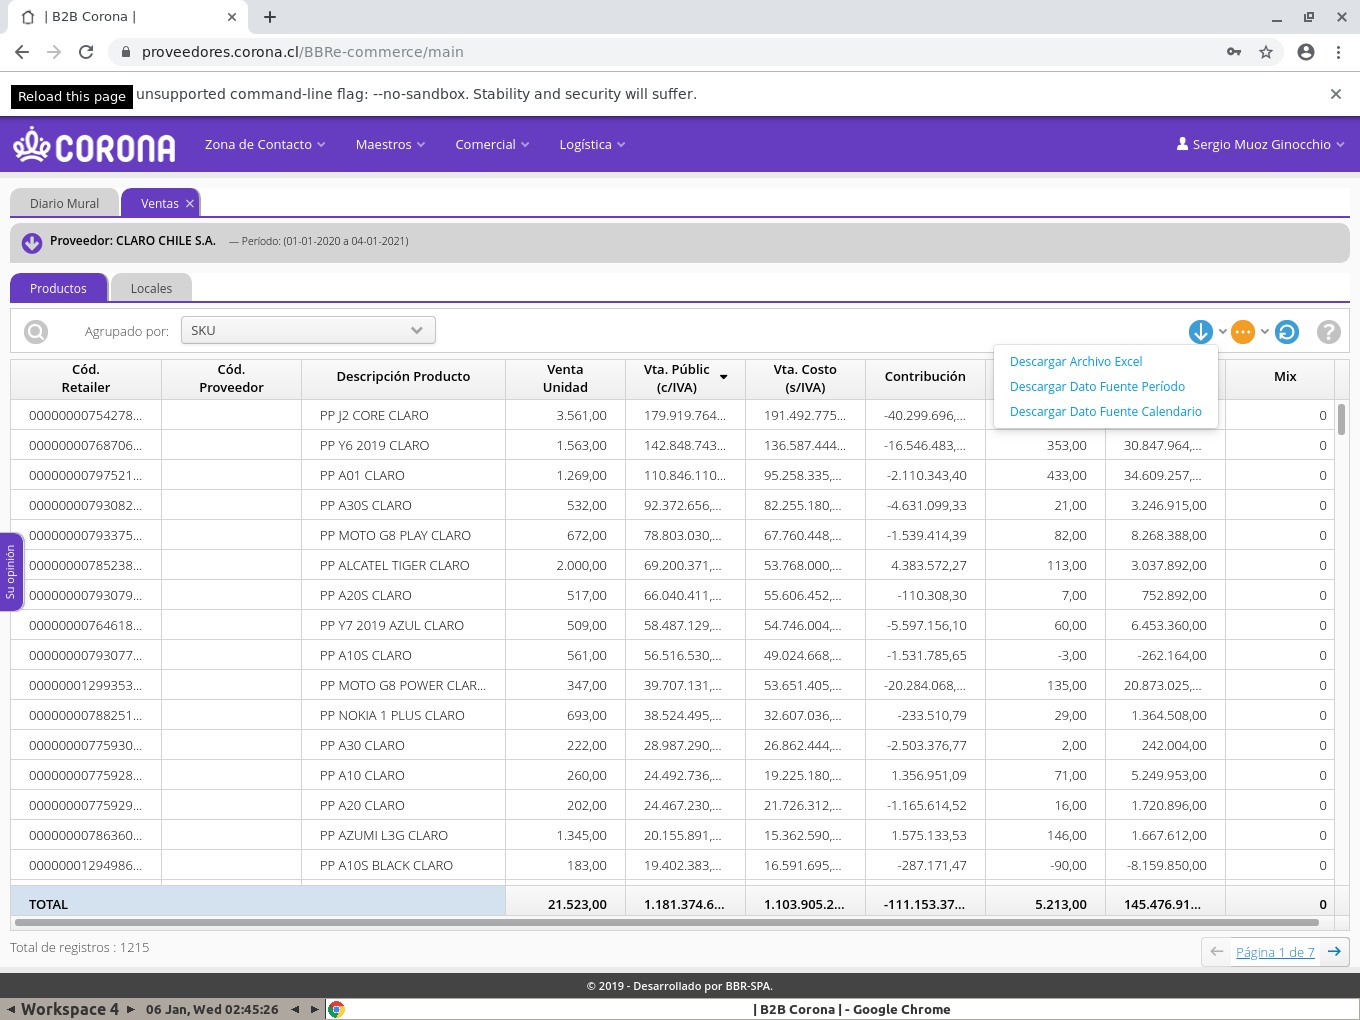 | B2B Corona |
proveedores.corona.cl/BBRe-commerce/main
Reload this page
unsupported command-line flag: --no-sandbox. Stability and security will suffer.
CORONA
Zona de Contacto
Maestros
Comercial
Logística
Sergio Muoz Ginocchio
Diario Mural
Ventas
Proveedor: CLARO CHILE S.A. — Período: (01-01-2020 a 04-01-2021)
Productos
Locales
Agrupado por:
SKU
Descargar Archivo Excel
Descargar Dato Fuente Período
Descargar Dato Fuente Calendario
Cód. Retailer
Cód. Proveedor
Descripción Producto
Venta Unidad
Vta. Públic (c/IVA)
Vta. Costo (s/IVA)
Contribución
Mix
00000000754278... PP J2 CORE CLARO 3.561,00 179.919.764... 191.492.775... -40.299.696,... 0
00000000768706... PP Y6 2019 CLARO 1.563,00 142.848.743... 136.587.444... -16.546.483,... 353,00 30.847.964,... 0
00000000797521... PP A01 CLARO 1.269,00 110.846.110... 95.258.335,... -2.110.343,40 433,00 34.609.257,... 0
00000000793082... PP A30S CLARO 532,00 92.372.656,... 82.255.180,... -4.631.099,33 21,00 3.246.915,00 0
00000000793375... PP MOTO G8 PLAY CLARO 672,00 78.803.030,... 67.760.448,... -1.539.414,39 82,00 8.268.388,00 0
00000000785238... PP ALCATEL TIGER CLARO 2.000,00 69.200.371,... 53.768.000,... 4.383.572,27 113,00 3.037.892,00 0
00000000793079... PP A20S CLARO 517,00 66.040.411,... 55.606.452,... -110.308,30 7,00 752.892,00 0
00000000764618... PP Y7 2019 AZUL CLARO 509,00 58.487.129,... 54.746.004,... -5.597.156,10 60,00 6.453.360,00 0
00000000793077... PP A10S CLARO 561,00 56.516.530,... 49.024.668,... -1.531.785,65 -3,00 -262.164,00 0
00000001299353... PP MOTO G8 POWER CLAR... 347,00 39.707.131,... 53.651.405,... -20.284.068,... 135,00 20.873.025,... 0
00000000788251... PP NOKIA 1 PLUS CLARO 693,00 38.524.495,... 32.607.036,... -233.510,79 29,00 1.364.508,00 0
00000000775930... PP A30 CLARO 222,00 28.987.290,... 26.862.444,... -2.503.376,77 2,00 242.004,00 0
00000000775928... PP A10 CLARO 260,00 24.492.736,... 19.225.180,... 1.356.951,09 71,00 5.249.953,00 0
00000000775929... PP A20 CLARO 202,00 24.467.230,... 21.726.312,... -1.165.614,52 16,00 1.720.896,00 0
00000000786360... PP AZUMI L3G CLARO 1.345,00 20.155.891,... 15.362.590,... 1.575.133,53 146,00 1.667.612,00 0
00000001294986... PP A10S BLACK CLARO 183,00 19.402.383,... 16.591.695,... -287.171,47 -90,00 -8.159.850,00 0
TOTAL 21.523,00 1.181.374.6... 1.103.905.2... -111.153.37... 5.213,00 145.476.91... 0
Su opinión
Total de registros : 1215
Página 1 de 7
© 2019 - Desarrollado por BBR-SPA.
Workspace 4
06 Jan, Wed 02:45:26
| B2B Corona | - Google Chrome